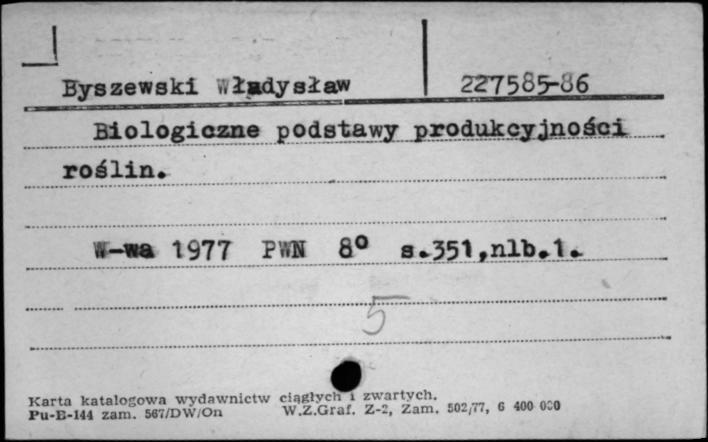 Byszewski Władysław 227585-86
Biologiczne podstawy produkcyjności
roślin.
W-wa 1977 PWN 8° s.351,nlb.1.
5
Karta katalogowa wydawnictw ciągłych i zwartych.
Pu-B-144 zam. 567/DW/On W.Z.Graf. Z-2, Zam. 502/77, 6 400 000